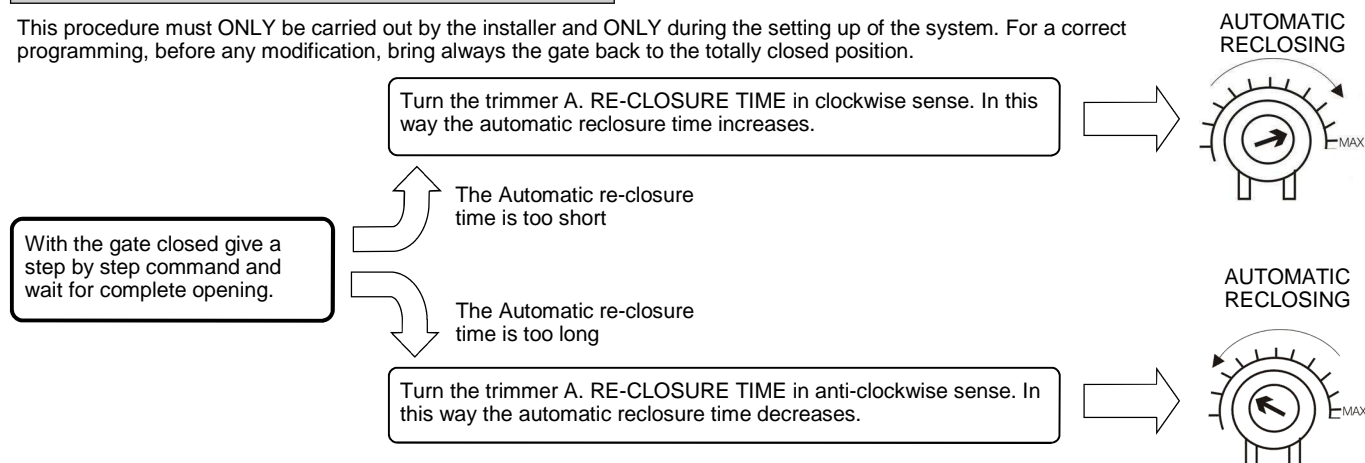 This procedure must ONLY be carried out by the installer and ONLY during the setting up of the system. For a correct
programming, before any modification, bring always the gate back to the totally closed position.
AUTOMATIC
RECLOSING
Turn the trimmer A. RE-CLOSURE TIME in clockwise sense. In this
way the automatic reclosure time increases.
MAX
The Automatic re-closure
time is too short
With the gate closed give a
step by step command and
wait for complete opening.
The Automatic re-closure
time is too long
AUTOMATIC
RECLOSING
Turn the trimmer A. RE-CLOSURE TIME in anti-clockwise sense. In
this way the automatic reclosure time decreases.
MAX